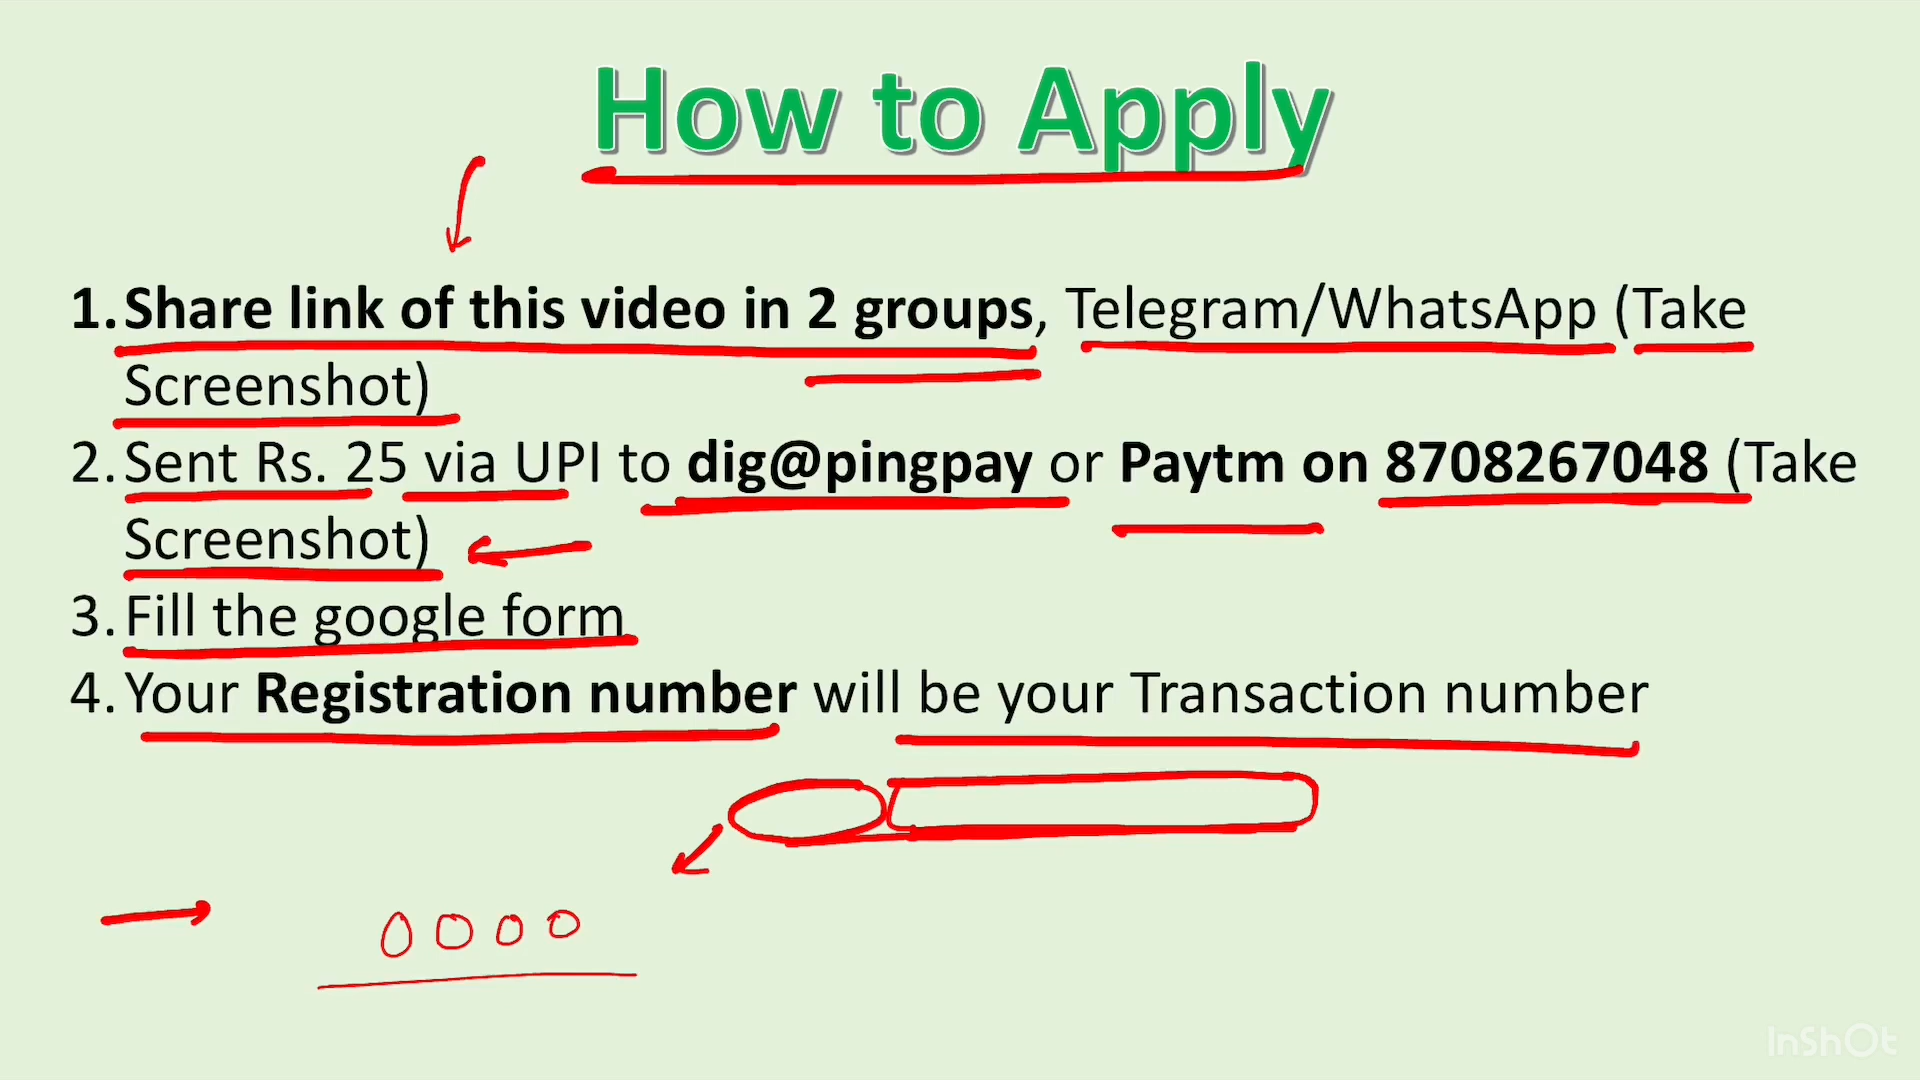 How to Apply
1. Share link of this video in 2 groups, Telegram/WhatsApp (Take
Screenshot)
2. Sent Rs. 25 via UPI to dig@pingpay or Paytm on 8708267048 (Take
Screenshot)
3. Fill the google form
4. Your Registration number will be your Transaction number
0000
InShOt